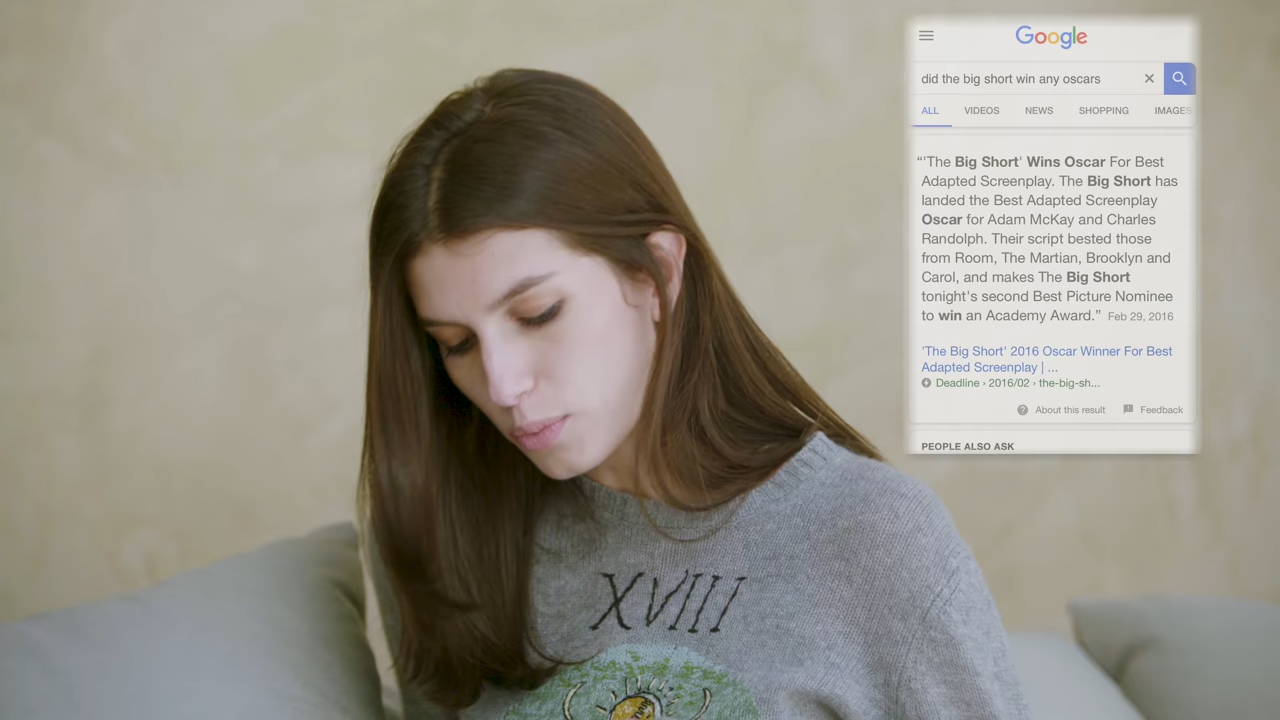 Google
did the big short win any oscars
ALL VIDEOS NEWS SHOPPING IMAGES
“'The Big Short' Wins Oscar For Best
Adapted Screenplay. The Big Short has
landed the Best Adapted Screenplay
Oscar for Adam McKay and Charles
Randolph. Their script bested those
from Room, The Martian, Brooklyn and
Carol, and makes The Big Short
tonight's second Best Picture Nominee
to win an Academy Award.” Feb 29, 2016
'The Big Short' 2016 Oscar Winner For Best
Adapted Screenplay | ...
Deadline › 2016/02 › the-big-sh...
About this result Feedback
PEOPLE ALSO ASK
XVIII